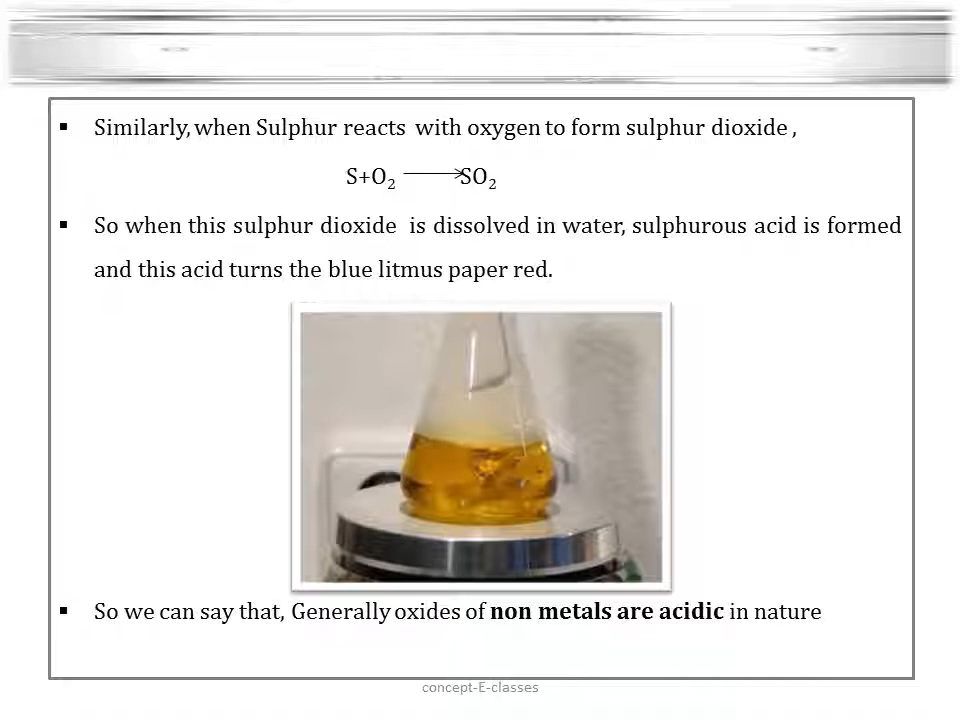 ▪ Similarly, when Sulphur reacts with oxygen to form sulphur dioxide ,
S+O₂ ⟶ SO₂
▪ So when this sulphur dioxide is dissolved in water, sulphurous acid is formed
and this acid turns the blue litmus paper red.
▪ So we can say that, Generally oxides of non metals are acidic in nature
concept-E-classes